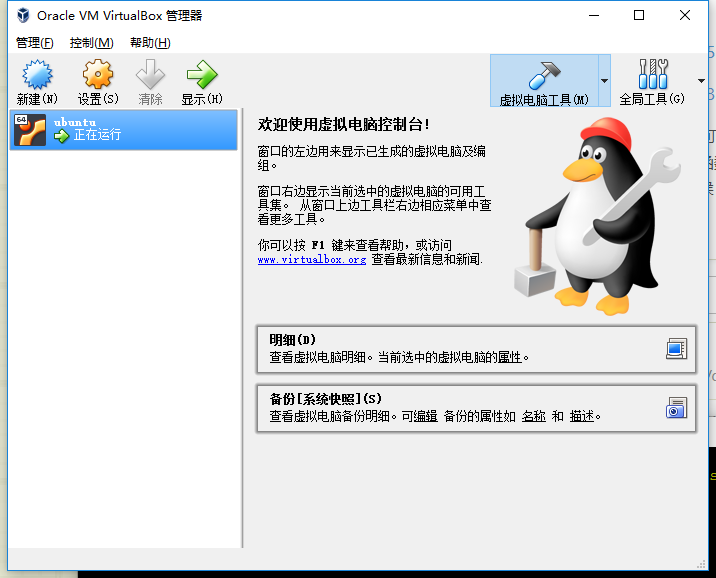 Oracle VM VirtualBox 管理器
管理(F) 控制(M) 帮助(H)
新建(N) 设置(S) 清除 显示(H) 虚拟电脑工具(M) 全局工具(G)
64 ubuntu
正在运行
欢迎使用虚拟电脑控制台!
窗口的左边用来显示已生成的虚拟电脑及编
组。
窗口右边显示当前选中的虚拟电脑的可用工
具集。 从窗口上边工具栏右边相应菜单中查
看更多工具。
你可以按 F1 键来查看帮助，或访问
www.virtualbox.org 查看最新信息和新闻.
明细(D)
查看虚拟电脑明细。当前选中的虚拟电脑的属性。
备份[系统快照](S)
查看虚拟电脑备份明细。可编辑 备份的属性如 名称 和 描述。